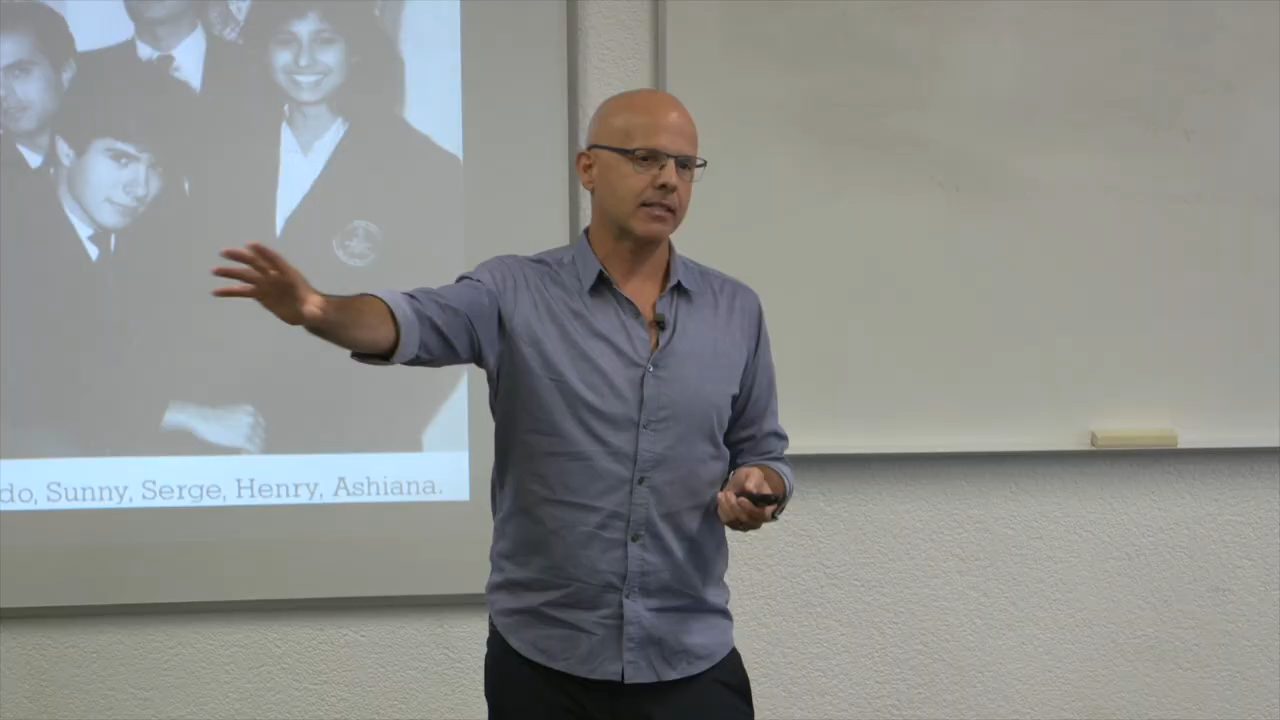 do, Sunny, Serge, Henry, Ashiana.